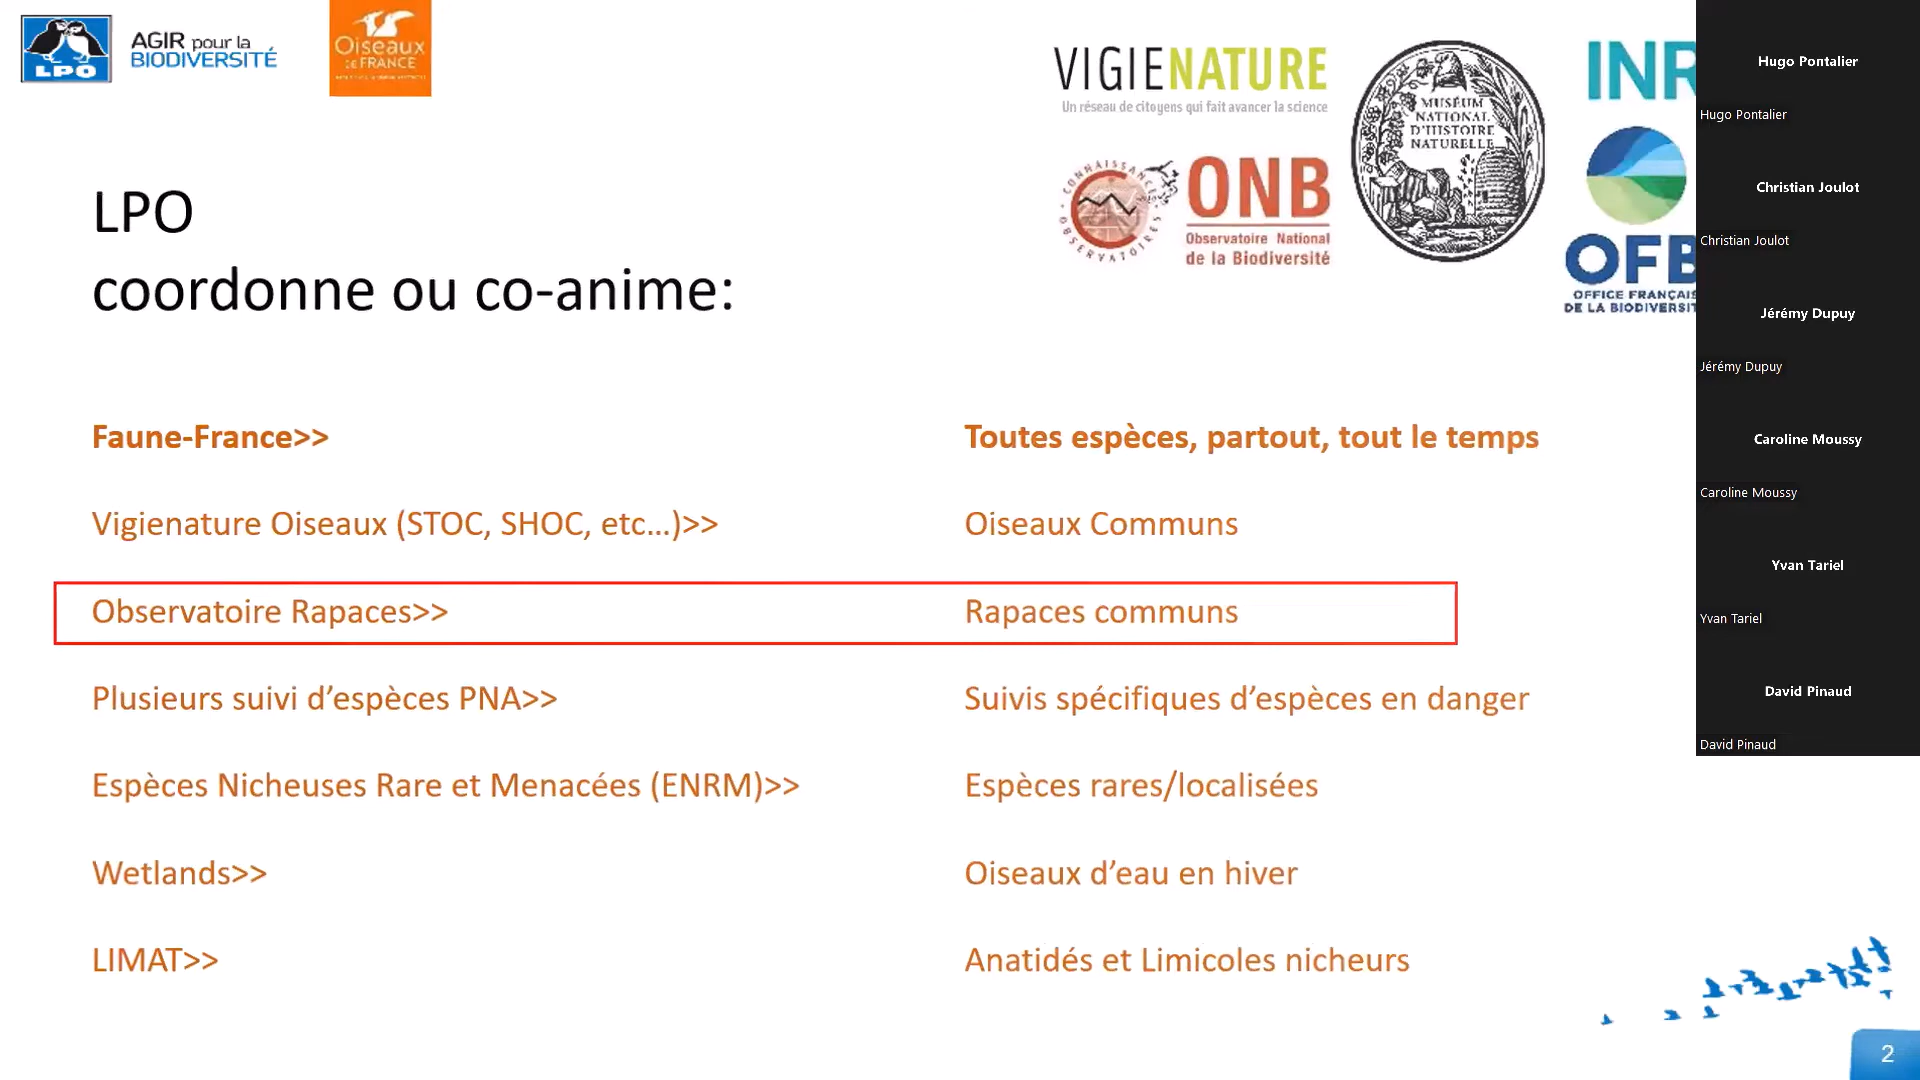 LPO
AGIR pour la
BIODIVERSITÉ
Oiseaux
DE FRANCE
VIGIENATURE
Un réseau de citoyens qui fait avancer la science
CONNAISSANCE
OBSERVATOIRES
ONB
Observatoire National
de la Biodiversité
MUSÉUM
NATIONAL
D'HISTOIRE
NATURELLE
INR
OFB
OFFICE FRANÇAIS
DE LA BIODIVERSIT
LPO
coordonne ou co-anime:
Faune-France>> Toutes espèces, partout, tout le temps
Vigienature Oiseaux (STOC, SHOC, etc...)>> Oiseaux Communs
Observatoire Rapaces>> Rapaces communs
Plusieurs suivi d’espèces PNA>> Suivis spécifiques d’espèces en danger
Espèces Nicheuses Rare et Menacées (ENRM)>> Espèces rares/localisées
Wetlands>> Oiseaux d’eau en hiver
LIMAT>> Anatidés et Limicoles nicheurs
2
Hugo Pontalier
Hugo Pontalier
Christian Joulot
Christian Joulot
Jérémy Dupuy
Jérémy Dupuy
Caroline Moussy
Caroline Moussy
Yvan Tariel
Yvan Tariel
David Pinaud
David Pinaud